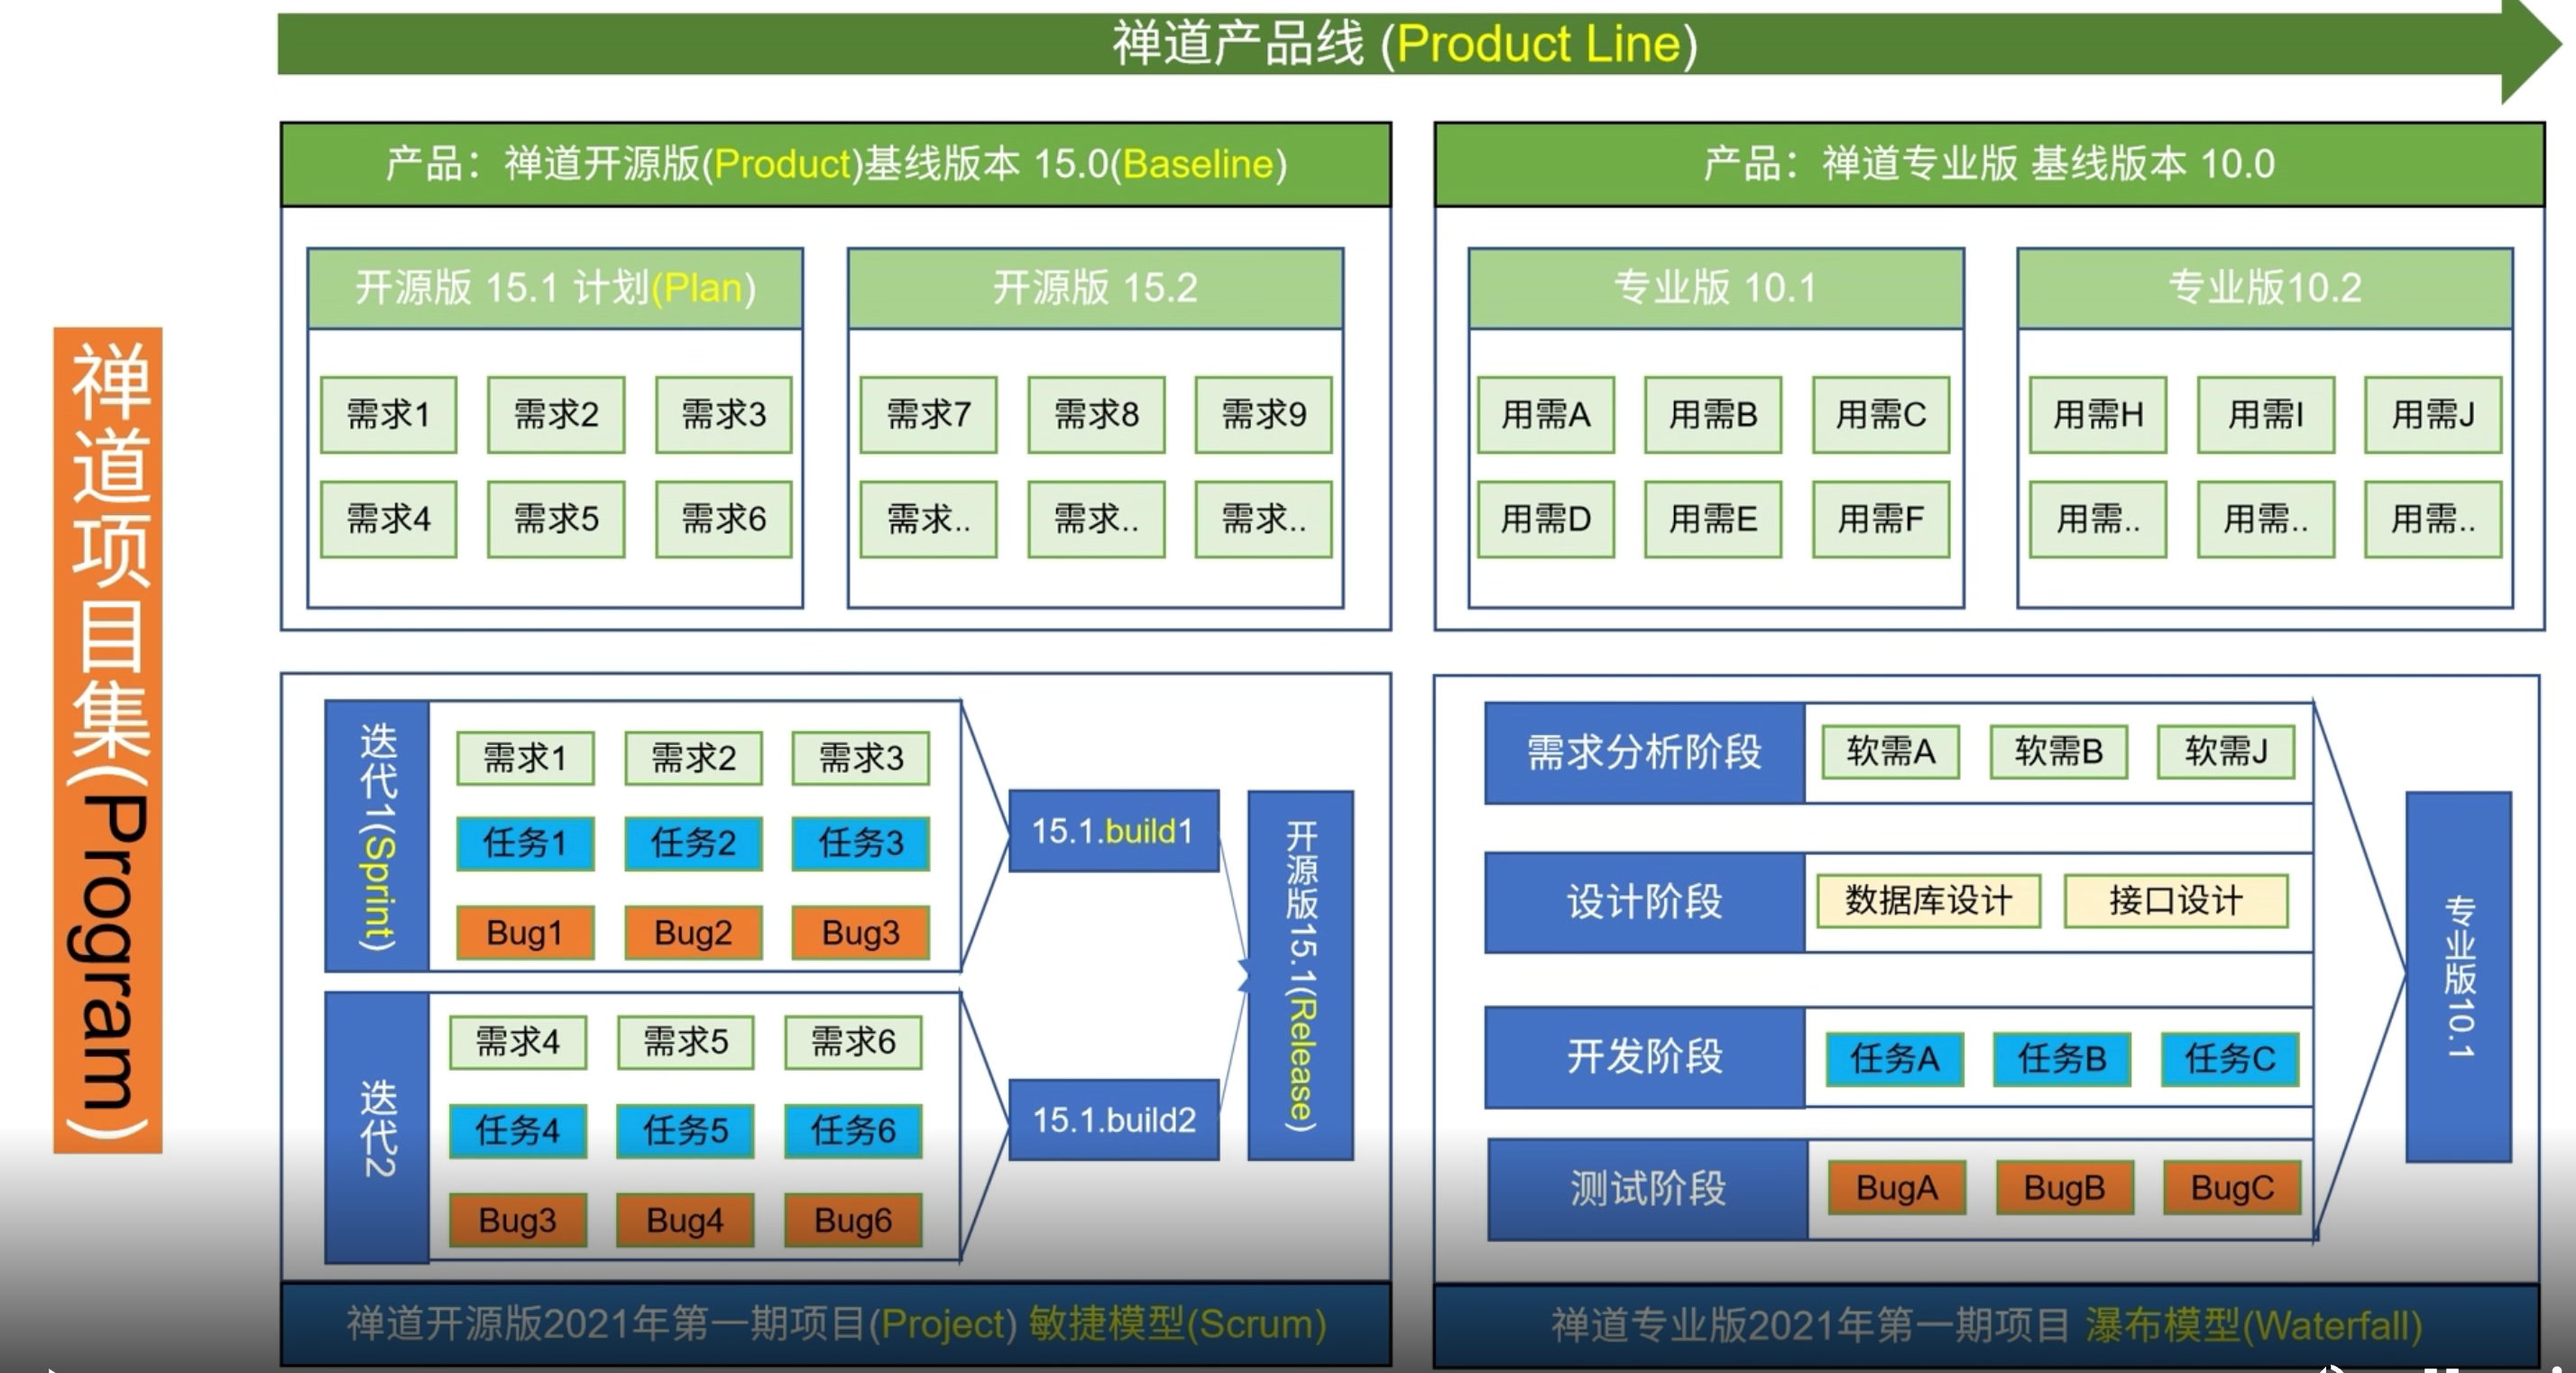 禅道产品线 (Product Line)
禅道项目集(Program)
产品：禅道开源版(Product)基线版本 15.0(Baseline)
开源版 15.1 计划(Plan)
需求1 需求2 需求3
需求4 需求5 需求6
开源版 15.2
需求7 需求8 需求9
需求.. 需求.. 需求..
产品：禅道专业版 基线版本 10.0
专业版 10.1
用需A 用需B 用需C
用需D 用需E 用需F
专业版10.2
用需H 用需I 用需J
用需.. 用需.. 用需..
迭代1(Sprint)
需求1 需求2 需求3
任务1 任务2 任务3
Bug1 Bug2 Bug3
15.1.build1
迭代2
需求4 需求5 需求6
任务4 任务5 任务6
Bug3 Bug4 Bug6
15.1.build2
开源版15.1(Release)
禅道开源版2021年第一期项目(Project) 敏捷模型(Scrum)
需求分析阶段 软需A 软需B 软需J
设计阶段 数据库设计 接口设计
开发阶段 任务A 任务B 任务C
测试阶段 BugA BugB BugC
专业版10.1
禅道专业版2021年第一期项目 瀑布模型(Waterfall)